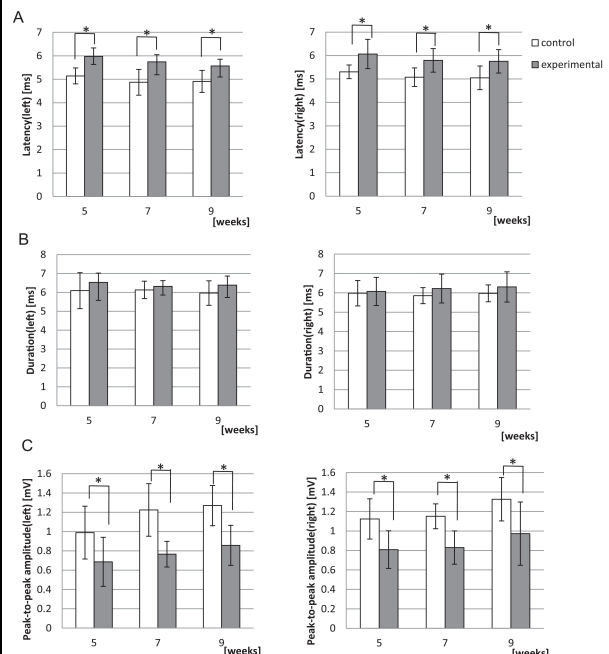 A
Latency(left) [ms]
7
6
5
4
3
2
1
0
*
*
*
5 7 9
[weeks]
Latency(right) [ms]
7
6
5
4
3
2
1
0
*
*
*
5 7 9
[weeks]
control
experimental
B
Duration(left) [ms]
8
7
6
5
4
3
2
1
0
5 7 9
[weeks]
Duration(right) [ms]
8
7
6
5
4
3
2
1
0
5 7 9
[weeks]
C
Peak-to-peak amplitude(left) [mV]
1.6
1.4
1.2
1
0.8
0.6
0.4
0.2
0
*
*
*
5 7 9
[weeks]
Peak-to-peak amplitude(right) [mV]
1.6
1.4
1.2
1
0.8
0.6
0.4
0.2
0
*
*
*
5 7 9
[weeks]